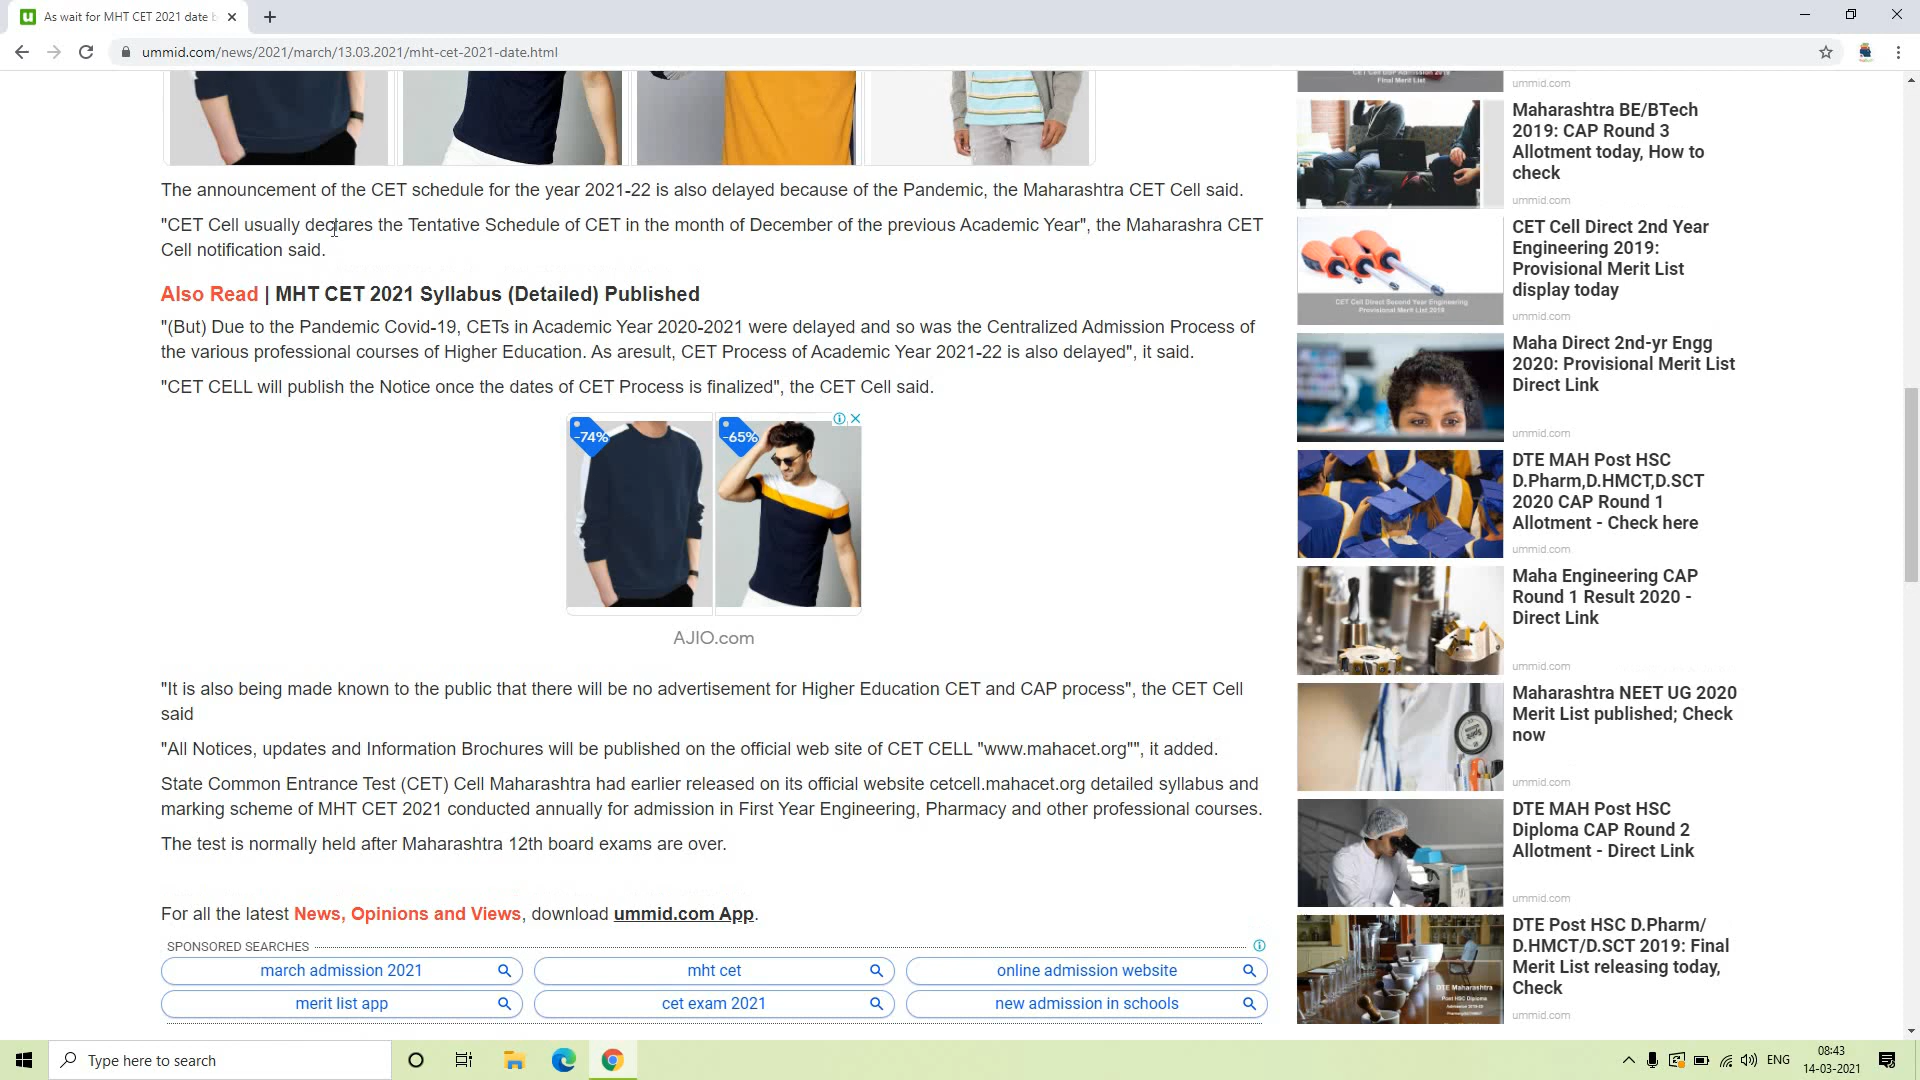 As wait for MHT CET 2021 date b
ummid.com/news/2021/march/13.03.2021/mht-cet-2021-date.html
The announcement of the CET schedule for the year 2021-22 is also delayed because of the Pandemic, the Maharashtra CET Cell said.
"CET Cell usually declares the Tentative Schedule of CET in the month of December of the previous Academic Year", the Maharashra CET
Cell notification said.
Also Read | MHT CET 2021 Syllabus (Detailed) Published
"(But) Due to the Pandemic Covid-19, CETs in Academic Year 2020-2021 were delayed and so was the Centralized Admission Process of
the various professional courses of Higher Education. As aresult, CET Process of Academic Year 2021-22 is also delayed", it said.
"CET CELL will publish the Notice once the dates of CET Process is finalized", the CET Cell said.
-74%
-65%
AJIO.com
"It is also being made known to the public that there will be no advertisement for Higher Education CET and CAP process", the CET Cell
said
"All Notices, updates and Information Brochures will be published on the official web site of CET CELL "www.mahacet.org"", it added.
State Common Entrance Test (CET) Cell Maharashtra had earlier released on its official website cetcell.mahacet.org detailed syllabus and
marking scheme of MHT CET 2021 conducted annually for admission in First Year Engineering, Pharmacy and other professional courses.
The test is normally held after Maharashtra 12th board exams are over.
For all the latest News, Opinions and Views, download ummid.com App.
SPONSORED SEARCHES
march admission 2021
mht cet
online admission website
merit list app
cet exam 2021
new admission in schools
Final Merit List
ummid.com
Maharashtra BE/BTech
2019: CAP Round 3
Allotment today, How to
check
ummid.com
CET Cell Direct Second Year Engineering
Provisional Merit List 2019
CET Cell Direct 2nd Year
Engineering 2019:
Provisional Merit List
display today
ummid.com
Maha Direct 2nd-yr Engg
2020: Provisional Merit List
Direct Link
ummid.com
DTE MAH Post HSC
D.Pharm,D.HMCT,D.SCT
2020 CAP Round 1
Allotment - Check here
ummid.com
Maha Engineering CAP
Round 1 Result 2020 -
Direct Link
ummid.com
Maharashtra NEET UG 2020
Merit List published; Check
now
ummid.com
DTE MAH Post HSC
Diploma CAP Round 2
Allotment - Direct Link
ummid.com
DTE Maharashtra
Post HSC Diploma
DTE Post HSC D.Pharm/
D.HMCT/D.SCT 2019: Final
Merit List releasing today,
Check
ummid.com
Type here to search
ENG
08:43
14-03-2021